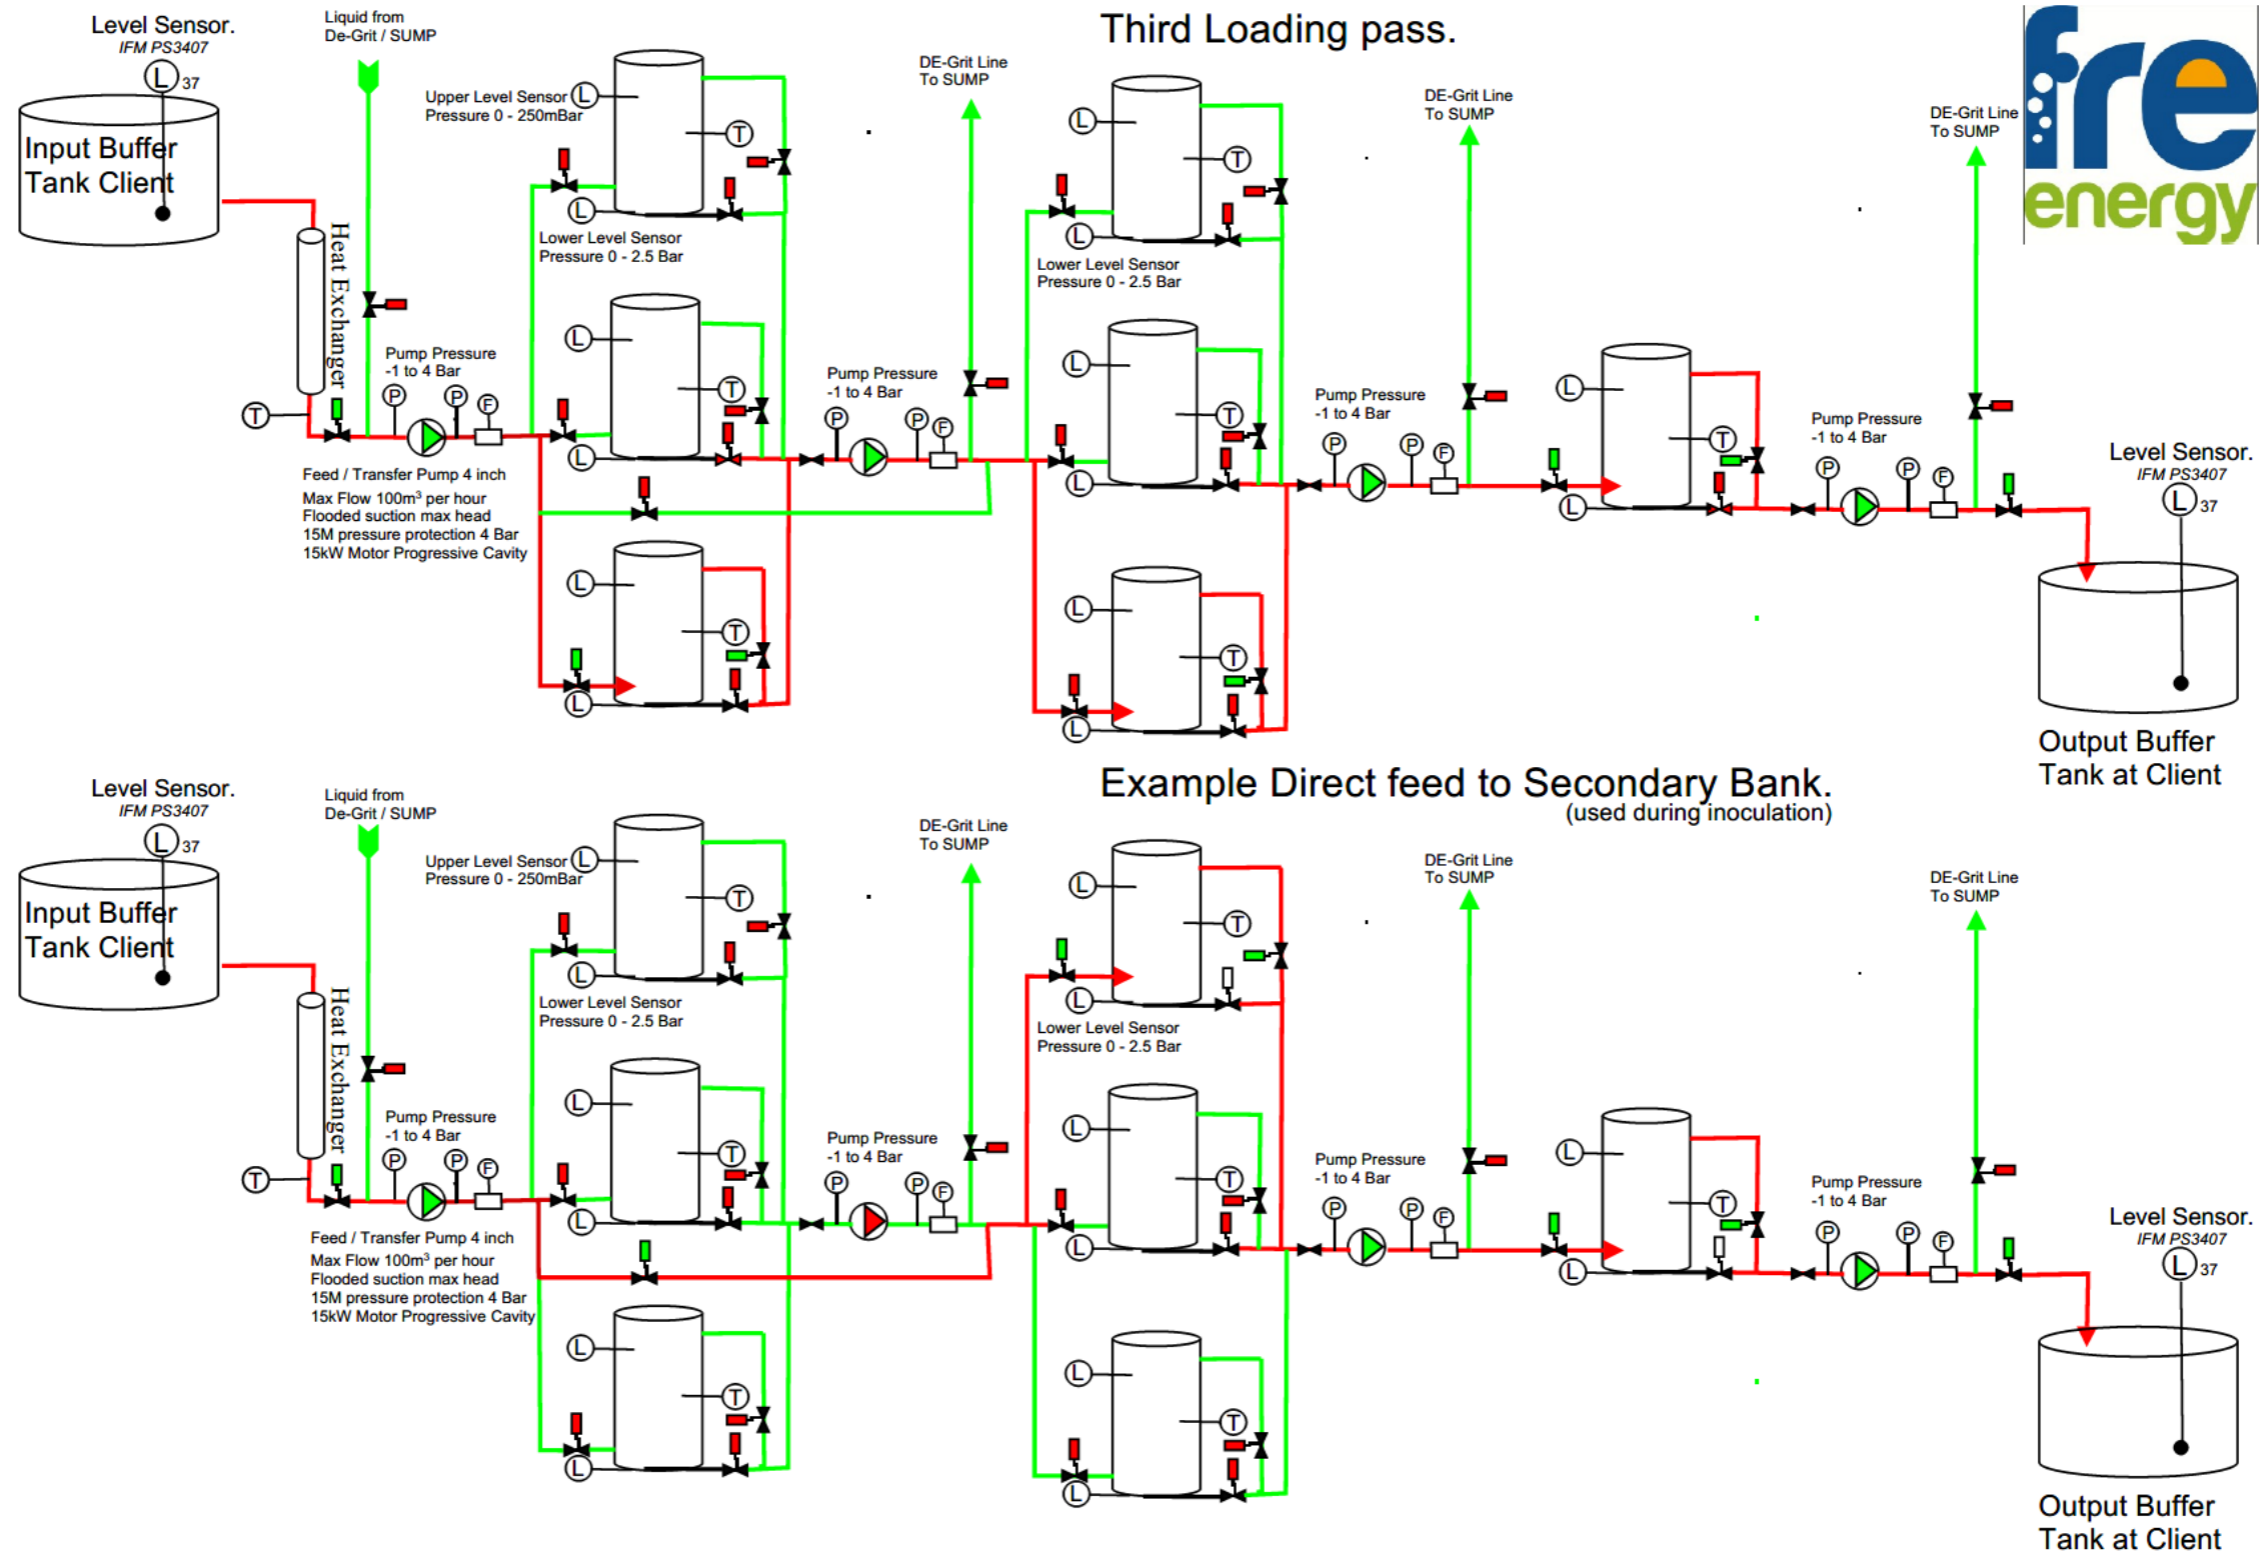 Third Loading pass.
fre
energy
Level Sensor.
IFM PS3407
L 37
Input Buffer
Tank Client
Liquid from
De-Grit / SUMP
Heat Exchanger
T
Upper Level Sensor L
Pressure 0 - 250mBar
T
L
Lower Level Sensor
Pressure 0 - 2.5 Bar
L
T
L
L
T
L
Pump Pressure
-1 to 4 Bar
P P F
Feed / Transfer Pump 4 inch
Max Flow 100m³ per hour
Flooded suction max head
15M pressure protection 4 Bar
15kW Motor Progressive Cavity
DE-Grit Line
To SUMP
Pump Pressure
-1 to 4 Bar
P P F
L
T
L
Lower Level Sensor
Pressure 0 - 2.5 Bar
L
T
L
L
T
L
DE-Grit Line
To SUMP
Pump Pressure
-1 to 4 Bar
P P F
L
T
L
DE-Grit Line
To SUMP
Pump Pressure
-1 to 4 Bar
P P F
Level Sensor.
IFM PS3407
L 37
Output Buffer
Tank at Client
Example Direct feed to Secondary Bank.
(used during inoculation)
Level Sensor.
IFM PS3407
L 37
Input Buffer
Tank Client
Liquid from
De-Grit / SUMP
Heat Exchanger
T
Upper Level Sensor L
Pressure 0 - 250mBar
T
L
Lower Level Sensor
Pressure 0 - 2.5 Bar
L
T
L
L
T
L
Pump Pressure
-1 to 4 Bar
P P F
Feed / Transfer Pump 4 inch
Max Flow 100m³ per hour
Flooded suction max head
15M pressure protection 4 Bar
15kW Motor Progressive Cavity
DE-Grit Line
To SUMP
Pump Pressure
-1 to 4 Bar
P P F
L
T
L
Lower Level Sensor
Pressure 0 - 2.5 Bar
L
T
L
L
T
L
DE-Grit Line
To SUMP
Pump Pressure
-1 to 4 Bar
P P F
L
T
L
DE-Grit Line
To SUMP
Pump Pressure
-1 to 4 Bar
P P F
Level Sensor.
IFM PS3407
L 37
Output Buffer
Tank at Client